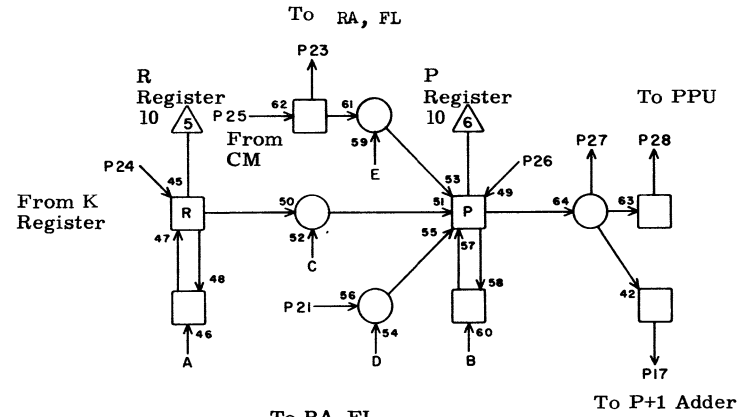 To RA, FL
P23
R
Register
10
5
P25
62
61
From
CM
59
E
P
Register
10
6
To PPU
P27
P28
P24
45
From K
Register
R
47
48
46
A
50
52
C
53
51
P
49
P26
55
57
58
60
B
P21
56
54
D
64
63
42
P17
To P+1 Adder
To RA, FL